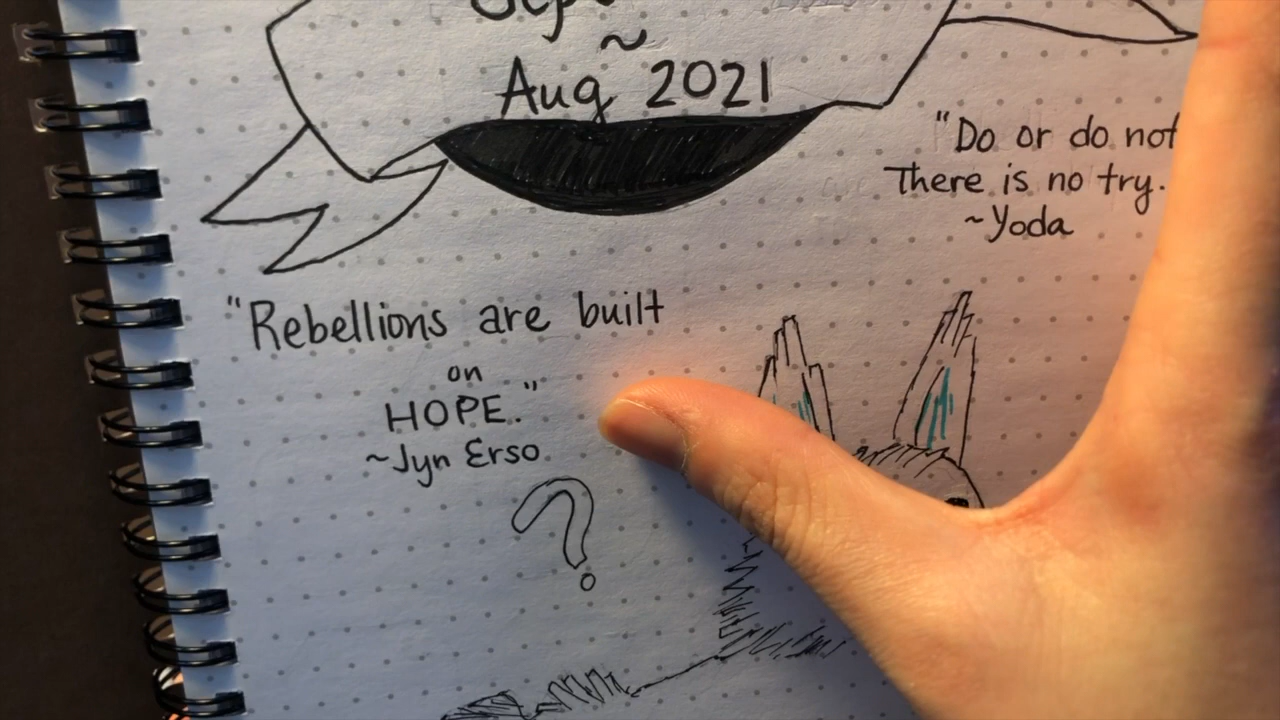 ~
Aug 2021
"Do or do not
There is no try.
~Yoda
"Rebellions are built
on
HOPE."
~Jyn Erso
?